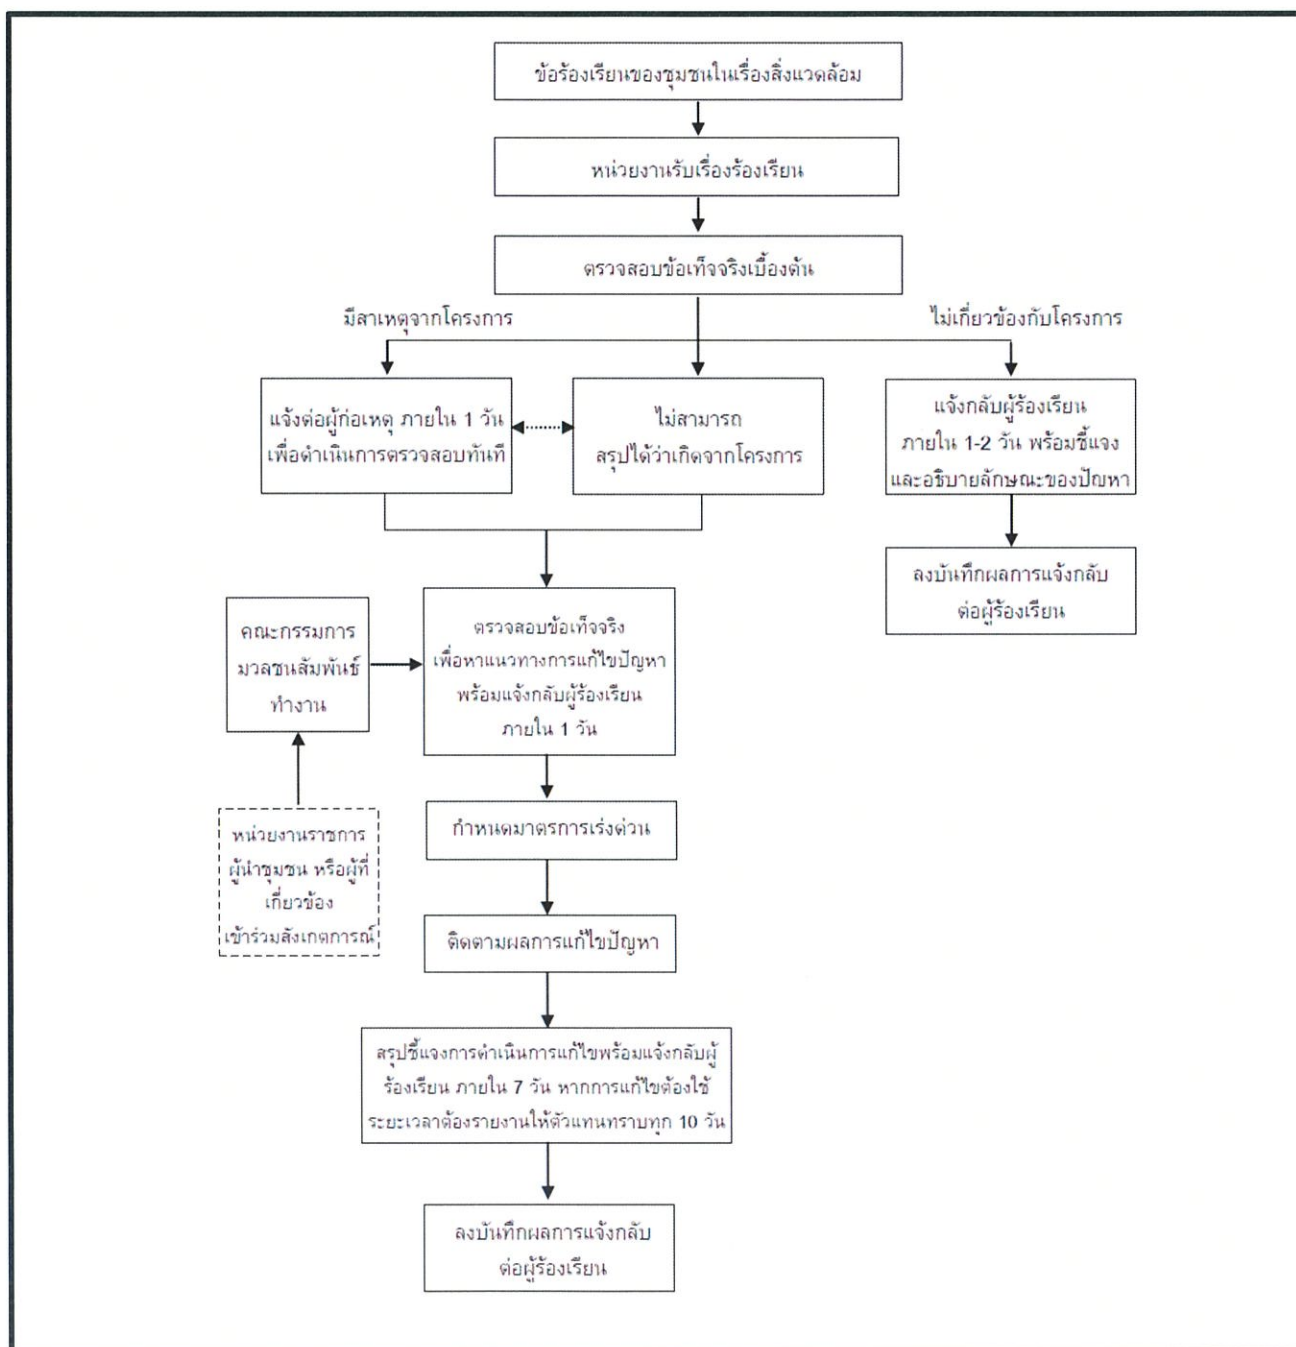 ข้อร้องเรียนของชุมชนในเรื่องสิ่งแวดล้อม
หน่วยงานรับเรื่องร้องเรียน
ตรวจสอบข้อเท็จจริงเบื้องต้น
มีสาเหตุจากโครงการ
ไม่เกี่ยวข้องกับโครงการ
แจ้งต่อผู้ก่อเหตุ ภายใน 1 วัน
เพื่อดำเนินการตรวจสอบทันที
ไม่สามารถ
สรุปได้ว่าเกิดจากโครงการ
แจ้งกลับผู้ร้องเรียน
ภายใน 1-2 วัน พร้อมชี้แจง
และอธิบายลักษณะของปัญหา
ลงบันทึกผลการแจ้งกลับ
ต่อผู้ร้องเรียน
คณะกรรมการ
มวลชนสัมพันธ์
ทำงาน
ตรวจสอบข้อเท็จจริง
เพื่อหาแนวทางการแก้ไขปัญหา
พร้อมแจ้งกลับผู้ร้องเรียน
ภายใน 1 วัน
หน่วยงานราชการ
ผู้นำชุมชน หรือผู้ที่
เกี่ยวข้อง
เข้าร่วมสังเกตการณ์
กำหนดมาตรการเร่งด่วน
ติดตามผลการแก้ไขปัญหา
สรุปชี้แจงการดำเนินการแก้ไขพร้อมแจ้งกลับผู้
ร้องเรียน ภายใน 7 วัน หากการแก้ไขต้องใช้
ระยะเวลาต้องรายงานให้ตัวแทนทราบทุก 10 วัน
ลงบันทึกผลการแจ้งกลับ
ต่อผู้ร้องเรียน